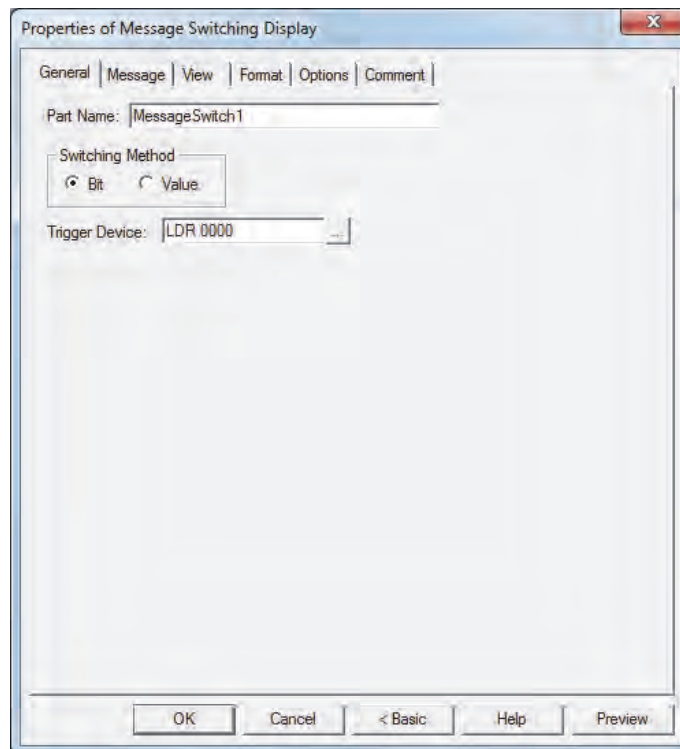 Properties of Message Switching Display
General Message View Format Options Comment
Part Name: MessageSwitch1
Switching Method
Bit Value
Trigger Device: LDR 0000 ...
OK Cancel < Basic Help Preview